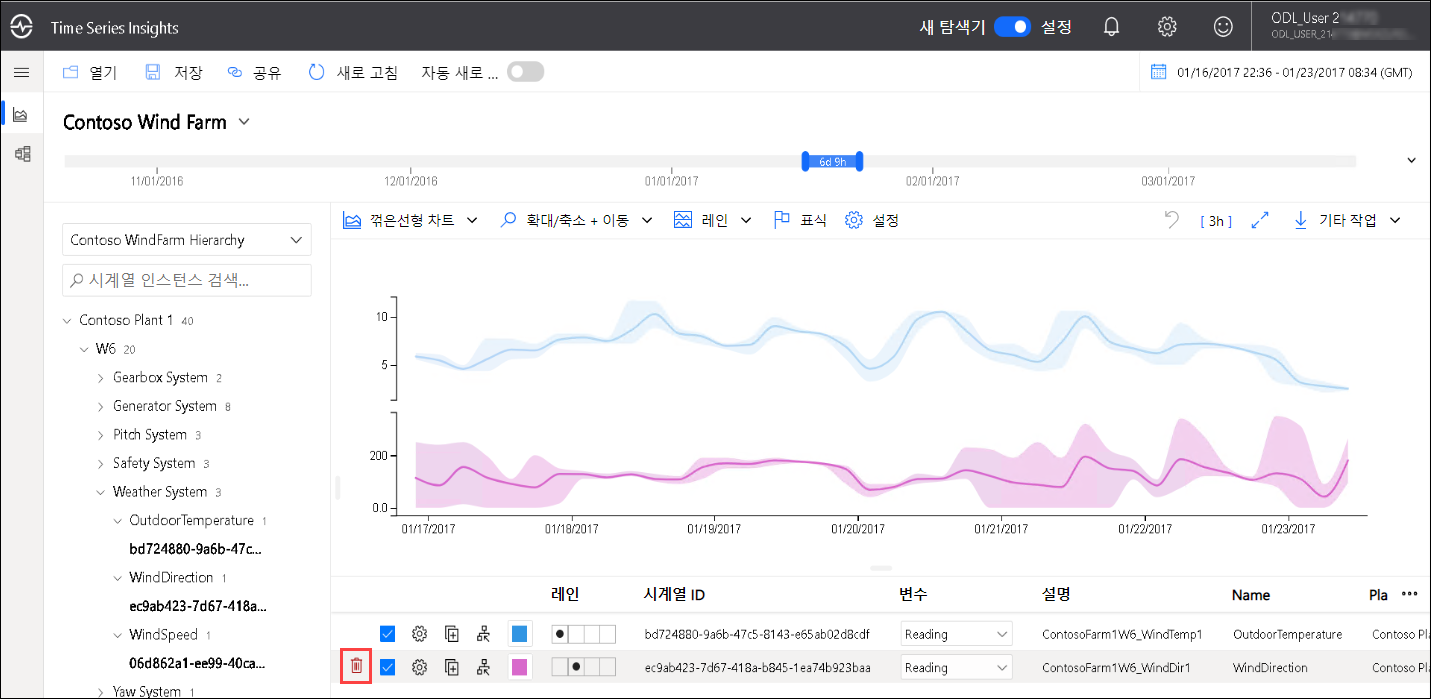 Time Series Insights
새 탐색기 설정
ODL_User 2
ODL_USER_21
열기 저장 공유 새로 고침 자동 새로 ...
01/16/2017 22:36 - 01/23/2017 08:34 (GMT)
Contoso Wind Farm
6d 9h
11/01/2016 12/01/2016 01/01/2017 02/01/2017 03/01/2017
꺾은선형 차트 확대/축소 + 이동 레인 표식 설정 [ 3h ] 기타 작업
Contoso WindFarm Hierarchy
시계열 인스턴스 검색...
Contoso Plant 1 40
W6 20
Gearbox System 2
Generator System 8
Pitch System 3
Safety System 3
Weather System 3
OutdoorTemperature 1
bd724880-9a6b-47c...
WindDirection 1
ec9ab423-7d67-418a...
WindSpeed 1
06d862a1-ee99-40ca...
Yaw System 1
10
5
200
0.0
01/17/2017 01/18/2017 01/19/2017 01/20/2017 01/21/2017 01/22/2017 01/23/2017
레인 시계열 ID 변수 설명 Name Pla ...
bd724880-9a6b-47c5-8143-e65ab02d8cdf Reading ContosoFarm1W6_WindTemp1 OutdoorTemperature Contoso Pl
ec9ab423-7d67-418a-b845-1ea74b923baa Reading ContosoFarm1W6_WindDir1 WindDirection Contoso Pl